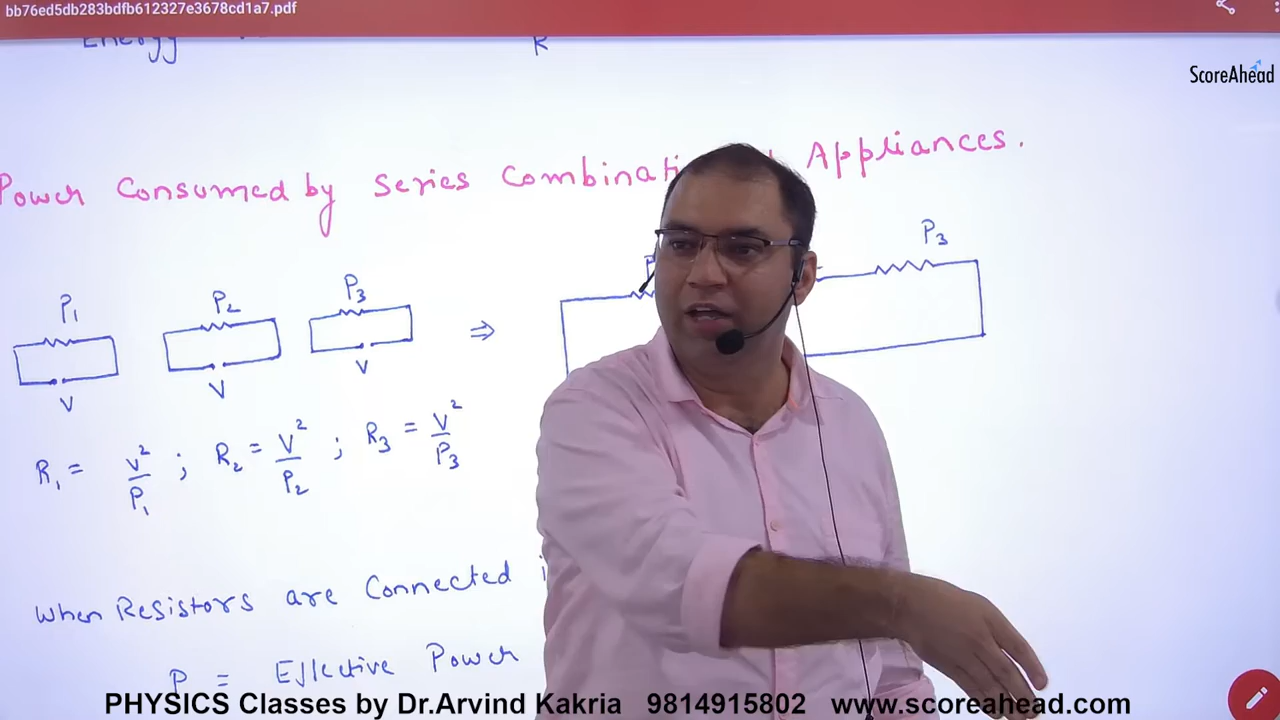 bb76ed5db283bdfb612327e3678cd1a7.pdf
Energy
R
ScoreAhead
Power Consumed by Series Combinati Appliances.
P1 P2 P3 ⇒ P3
V V V
R1 = V²/P1 ; R2 = V²/P2 ; R3 = V²/P3
When Resistors are Connected
P = Effective Power
PHYSICS Classes by Dr.Arvind Kakria 9814915802 www.scoreahead.com